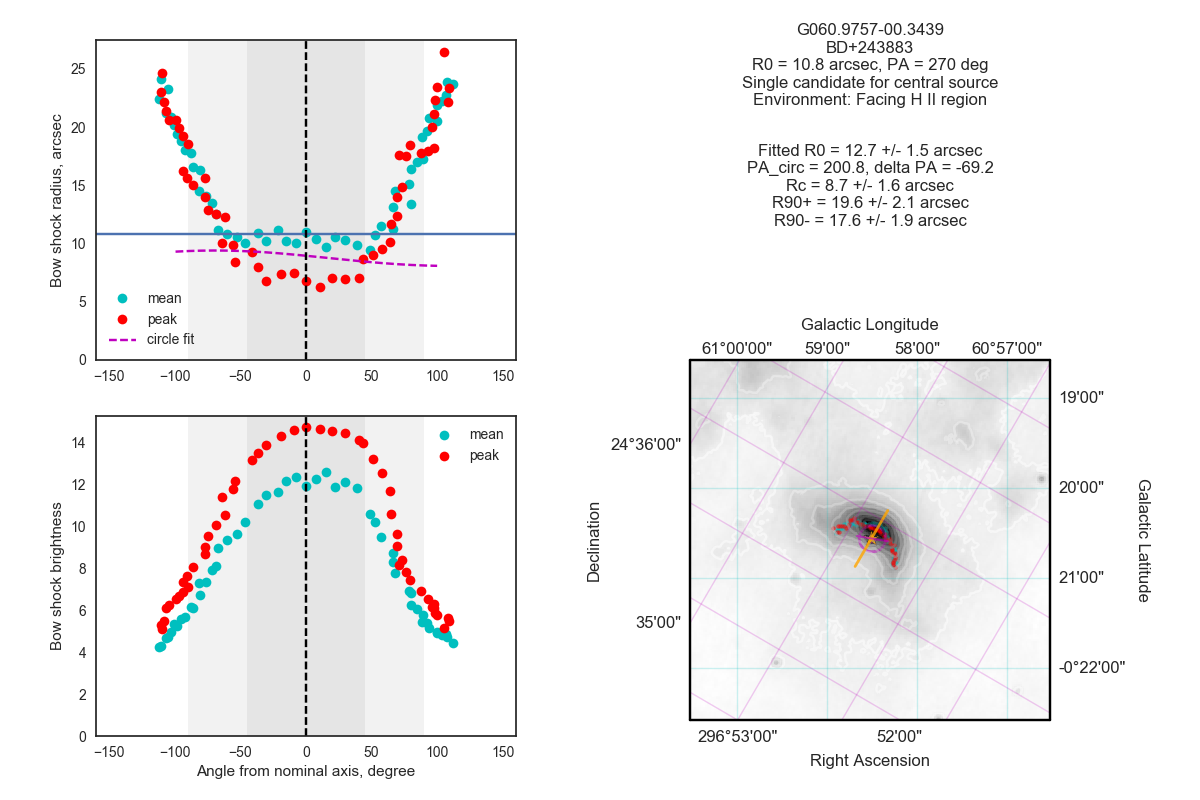 G060.9757-00.3439
BD+243883
R0 = 10.8 arcsec, PA = 270 deg
Single candidate for central source
Environment: Facing H II region
Fitted R0 = 12.7 +/- 1.5 arcsec
PA_circ = 200.8, delta PA = -69.2
Rc = 8.7 +/- 1.6 arcsec
R90+ = 19.6 +/- 2.1 arcsec
R90- = 17.6 +/- 1.9 arcsec
Bow shock radius, arcsec
25
20
15
10
5
0
mean
peak
circle fit
−150 −100 −50 0 50 100 150
Bow shock brightness
14
12
10
8
6
4
2
0
mean
peak
−150 −100 −50 0 50 100 150
Angle from nominal axis, degree
Galactic Longitude
61°00'00" 59'00" 58'00" 60°57'00"
19'00"
20'00"
21'00"
-0°22'00"
Galactic Latitude
Declination
24°36'00"
35'00"
296°53'00" 52'00"
Right Ascension